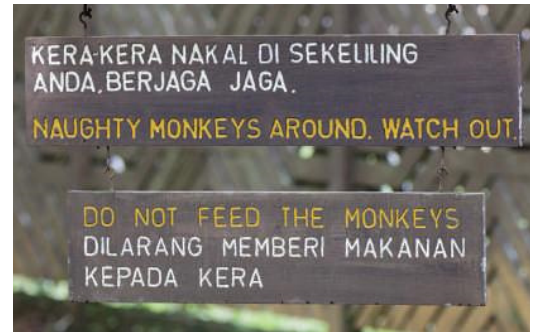 KERA-KERA NAKAL DI SEKELILING
ANDA, BERJAGA JAGA.
NAUGHTY MONKEYS AROUND. WATCH OUT.
DO NOT FEED THE MONKEYS
DILARANG MEMBERI MAKANAN
KEPADA KERA